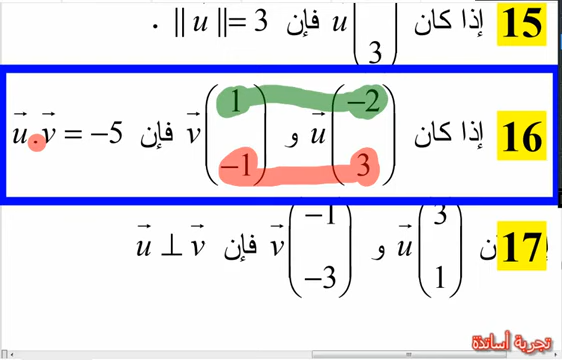 15 إذا كان u ( 3 ) فإن || u || = 3 .
16 إذا كان u⃗ ( -2 3 ) و v⃗ ( 1 -1 ) فإن u⃗ . v⃗ = -5
17 u⃗ ( 3 1 ) و v⃗ ( -1 -3 ) فإن u⃗ ⊥ v⃗
تجربة أساتذة